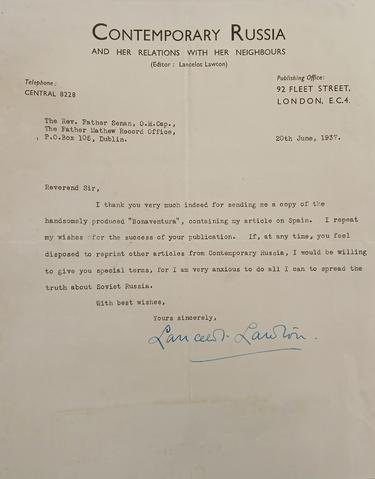 CONTEMPORARY RUSSIA
AND HER RELATIONS WITH HER NEIGHBOURS
(Editor : Lancelot Lawton)
Telephone :
CENTRAL 8228
Publishing Office:
92 FLEET STREET,
LONDON, E.C.4.
The Rev. Father Senan, O.M.Cap.,
The Father Mathew Record Office,
P.O.Box 105, Dublin.
20th June, 1937.
Reverend Sir,
I thank you very much indeed for sending me a copy of the
handsomely produced "Bonaventura", containing my article on Spain. I repeat
my wishes for the success of your publication. If, at any time, you feel
disposed to reprint other articles from Contemporary Russia, I would be willing
to give you special terms, for I am very anxious to do all I can to spread the
truth about Soviet Russia.
With best wishes,
Yours sincerely,
Lancelot Lawton.